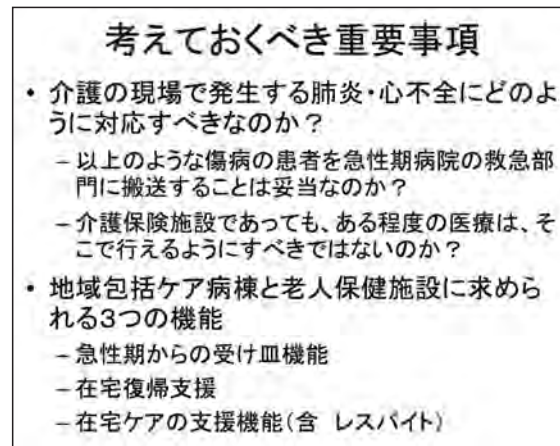 考えておくべき重要事項
• 介護の現場で発生する肺炎・心不全にどのよ
うに対応すべきなのか？
– 以上のような傷病の患者を急性期病院の救急部
門に搬送することは妥当なのか？
– 介護保険施設であっても、ある程度の医療は、そ
こで行えるようにすべきではないのか？
• 地域包括ケア病棟と老人保健施設に求めら
れる3つの機能
– 急性期からの受け皿機能
– 在宅復帰支援
– 在宅ケアの支援機能（含　レスパイト）